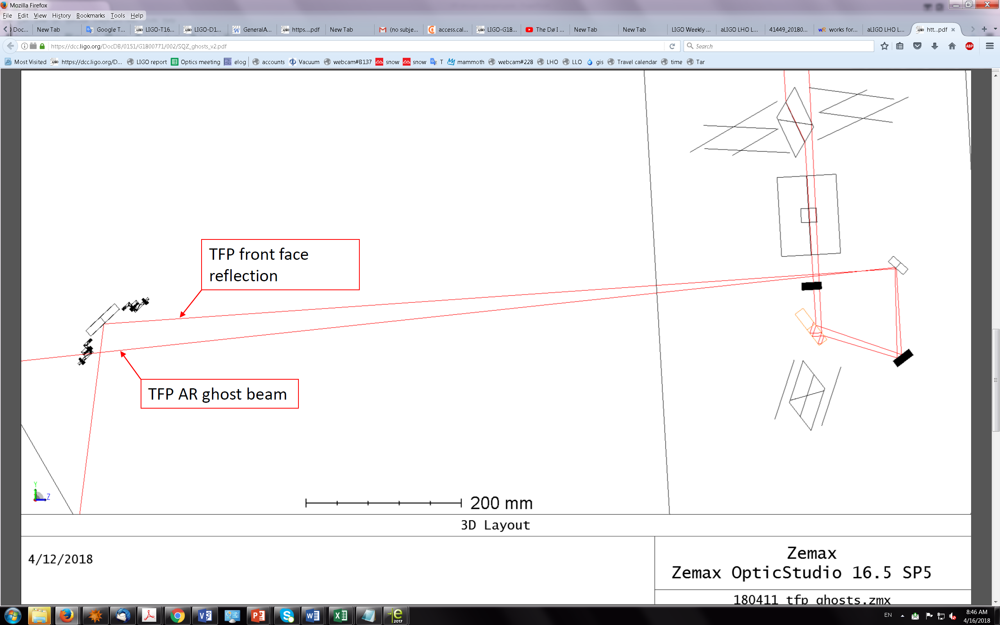 Mozilla Firefox
File Edit View History Bookmarks Tools Help
Doc... New Tab Google T... LIGO-T16... LIGO-D1... GeneralA... https....pdf New Tab (no subje... access.cal... LIGO-G18... The Dø I ... New Tab New Tab LIGO Weekly ... aLIGO LHO L... 41449_20180... works for... aLIGO LHO L... htt...pdf
https://dcc.ligo.org/DocDB/0151/G1800771/002/SQZ_ghosts_v2.pdf Search ABP
Most Visited https://dcc.ligo.org/D... LIGO report Optics meeting elog accounts Vacuum webcam#B137 snow snow T mammoth webcam#228 LHO LLO gis Travel calendar time Tar
TFP front face
reflection
TFP AR ghost beam
Y
Z
200 mm
3D Layout
4/12/2018
Zemax
Zemax OpticStudio 16.5 SP5
180411 tfp ghosts.zmx
2017
EN
8:46 AM
4/16/2018